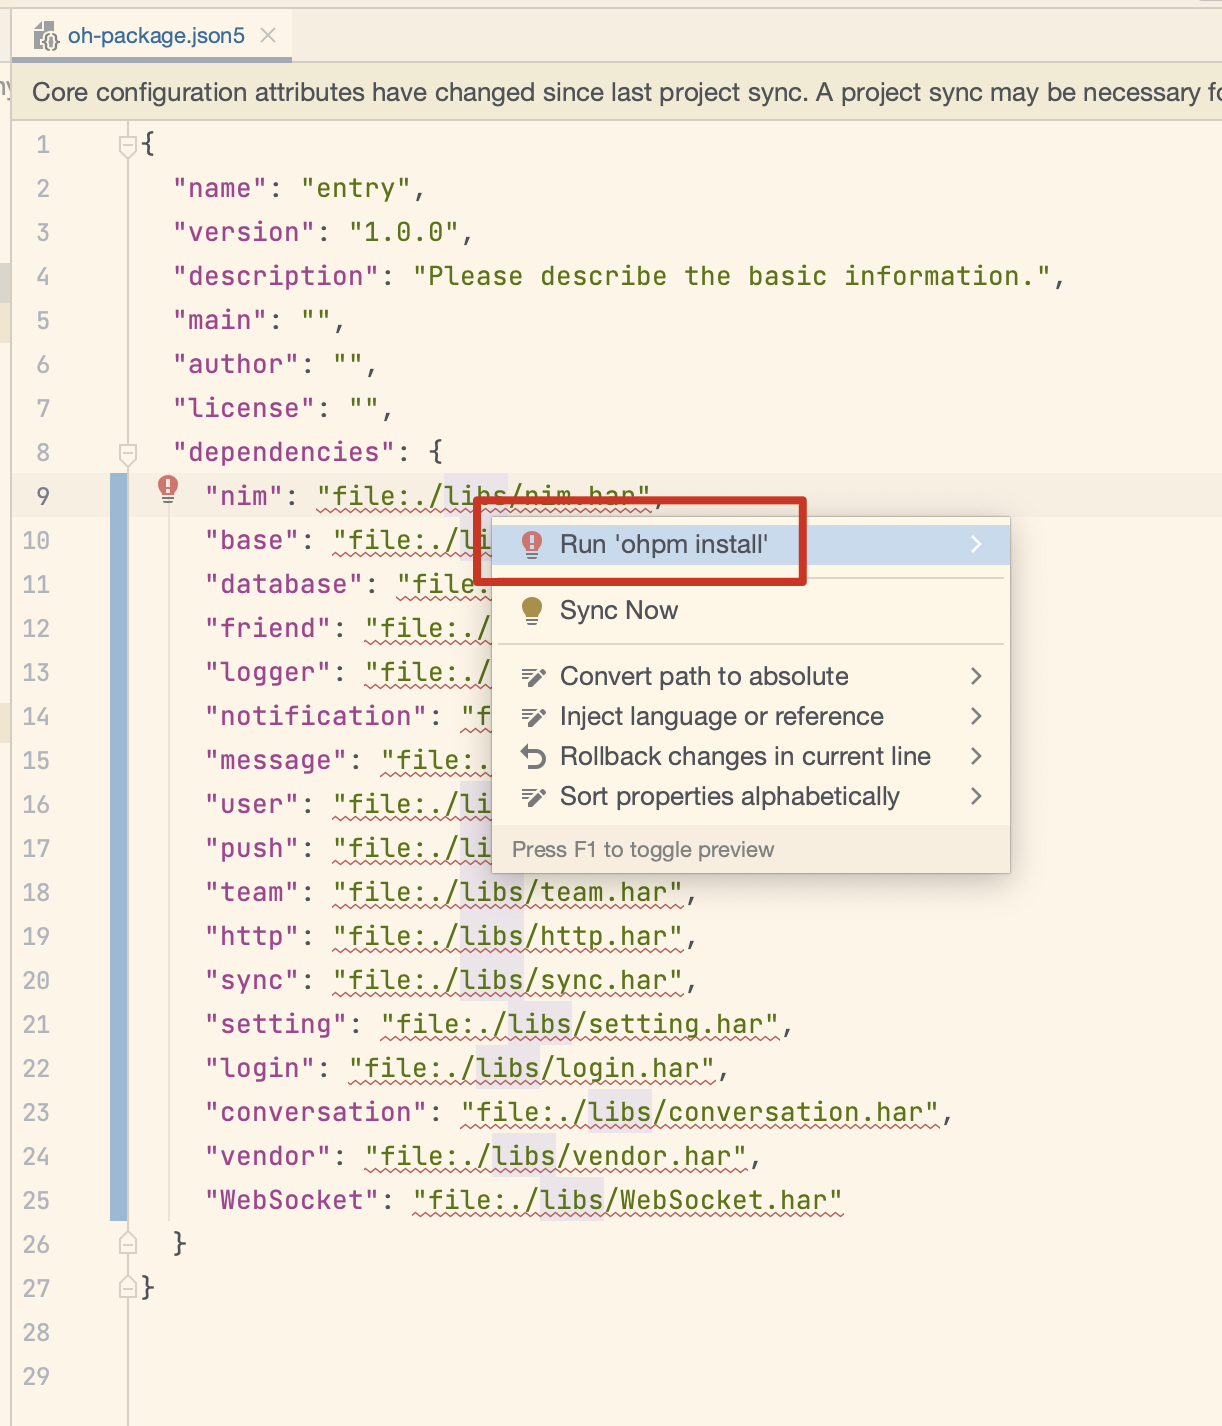 oh-package.json5
Core configuration attributes have changed since last project sync. A project sync may be necessary
1 {
2 "name": "entry",
3 "version": "1.0.0",
4 "description": "Please describe the basic information.",
5 "main": "",
6 "author": "",
7 "license": "",
8 "dependencies": {
9 "nim": "file:./libs/nim.har",
10 "base": "file:./li
11 "database": "file:
12 "friend": "file:./
13 "logger": "file:./
14 "notification": "f
15 "message": "file:.
16 "user": "file:./li
17 "push": "file:./li
18 "team": "file:./libs/team.har",
19 "http": "file:./libs/http.har",
20 "sync": "file:./libs/sync.har",
21 "setting": "file:./libs/setting.har",
22 "login": "file:./libs/login.har",
23 "conversation": "file:./libs/conversation.har",
24 "vendor": "file:./libs/vendor.har",
25 "WebSocket": "file:./libs/WebSocket.har"
26 }
27 }
28
29
Run 'ohpm install'
Sync Now
Convert path to absolute
Inject language or reference
Rollback changes in current line
Sort properties alphabetically
Press F1 to toggle preview